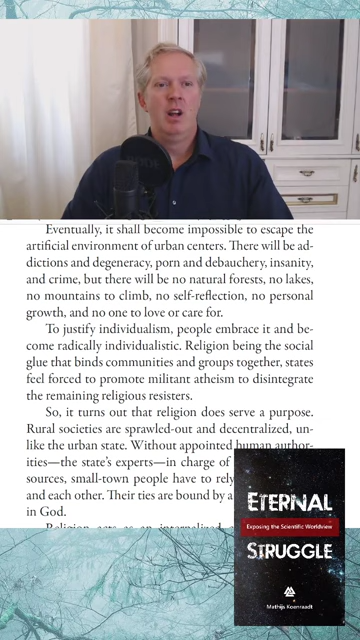 Eventually, it shall become impossible to escape the
artificial environment of urban centers. There will be ad-
dictions and degeneracy, porn and debauchery, insanity,
and crime, but there will be no natural forests, no lakes,
no mountains to climb, no self-reflection, no personal
growth, and no one to love or care for.
To justify individualism, people embrace it and be-
come radically individualistic. Religion being the social
glue that binds communities and groups together, states
feel forced to promote militant atheism to disintegrate
the remaining religious resisters.
So, it turns out that religion does serve a purpose.
Rural societies are sprawled-out and decentralized, un-
like the urban state. Without appointed human author-
ities—the state's experts—in charge of
sources, small-town people have to rely
and each other. Their ties are bound by a
in God.
Religion acts as an internalized
ETERNAL
Exposing the Scientific Worldview
STRUGGLE
Mathijs Koenraadt